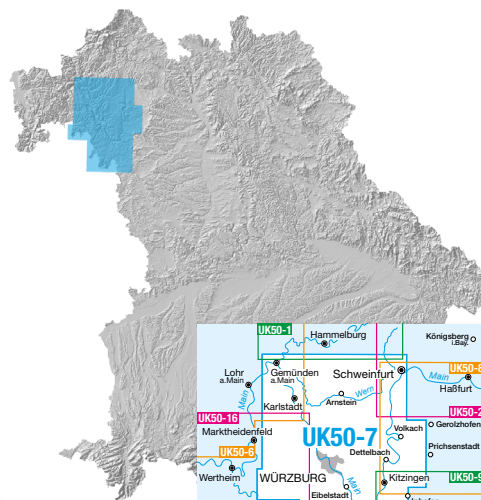 UK50-1
Hammelburg
Königsberg
i.Bay.
Lohr
a.Main
Gemünden
a.Main
Schweinfurt
UK50-8
Main
Haßfurt
Main
Karlstadt
Arnstein
Wern
UK50-16
UK50-2
Marktheidenfeld
UK50-7
Volkach
Gerolzhofen
UK50-6
Dettelbach
Prichsenstadt
Wertheim
WÜRZBURG
Main
Kitzingen
UK50-9
Eibelstadt